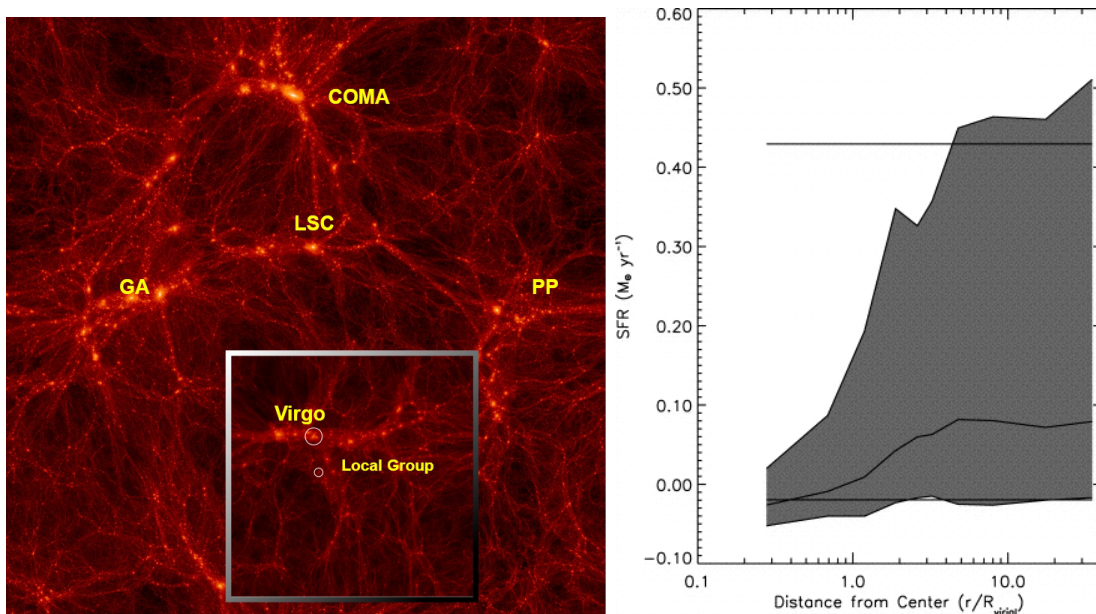 COMA
LSC
GA
PP
Virgo
Local Group
0.60
0.50
0.40
0.30
0.20
0.10
0.00
-0.10
SFR (M⊙ yr⁻¹)
0.1
1.0
10.0
Distance from Center (r/R_virial)